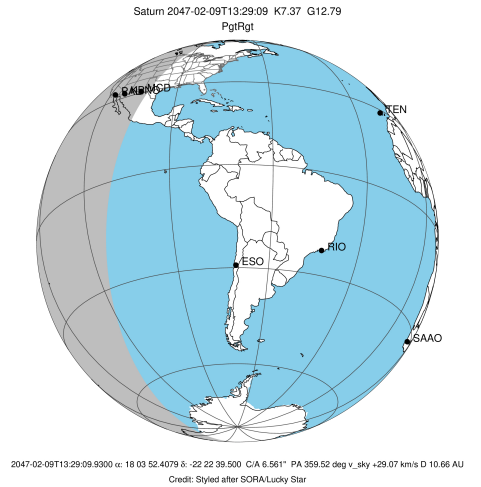 Saturn 2047-02-09T13:29:09 K7.37 G12.79
PgtRgt
TEN
MCD
RIO
ESO
SAAO
2047-02-09T13:29:09.9300 α: 18 03 52.4079 δ: -22 22 39.500 C/A 6.561" PA 359.52 deg v_sky +29.07 km/s D 10.66 AU
Credit: Styled after SORA/Lucky Star